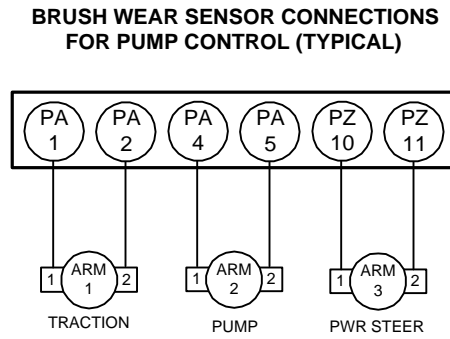 BRUSH WEAR SENSOR CONNECTIONS
FOR PUMP CONTROL (TYPICAL)
PA PA PA PA PZ PZ
1 2 4 5 10 11
1 ARM 1 2 1 ARM 2 2 1 ARM 3 2
TRACTION PUMP PWR STEER